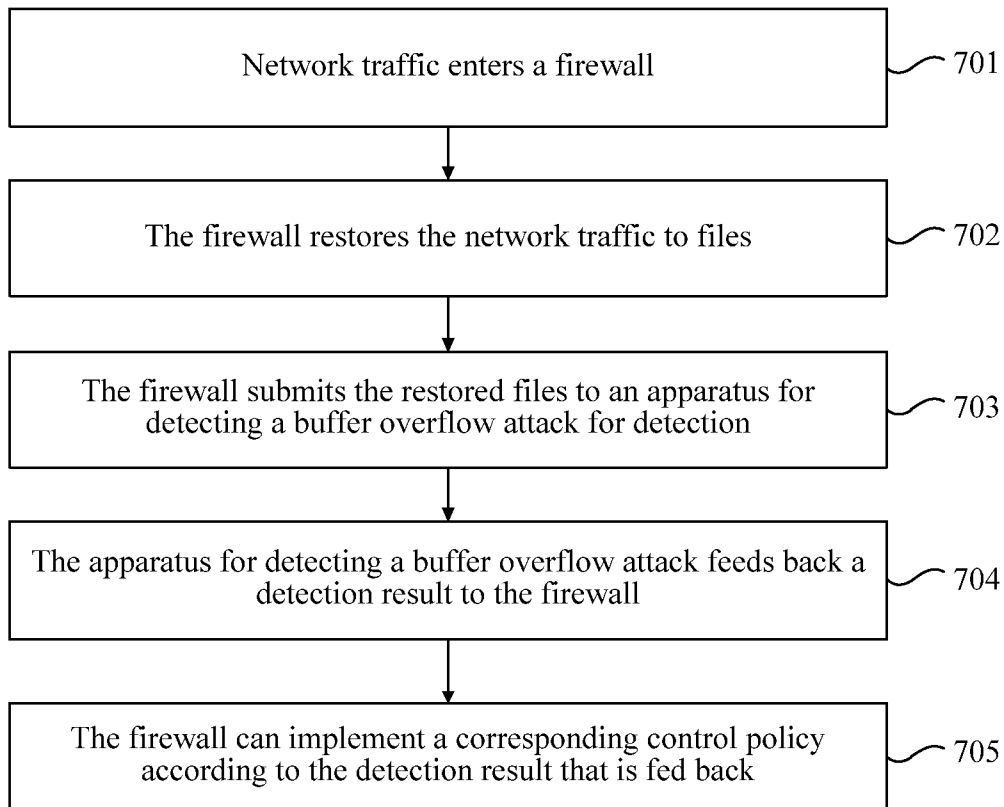 Network traffic enters a firewall
701
The firewall restores the network traffic to files
702
The firewall submits the restored files to an apparatus for
detecting a buffer overflow attack for detection
703
The apparatus for detecting a buffer overflow attack feeds back a
detection result to the firewall
704
The firewall can implement a corresponding control policy
according to the detection result that is fed back
705